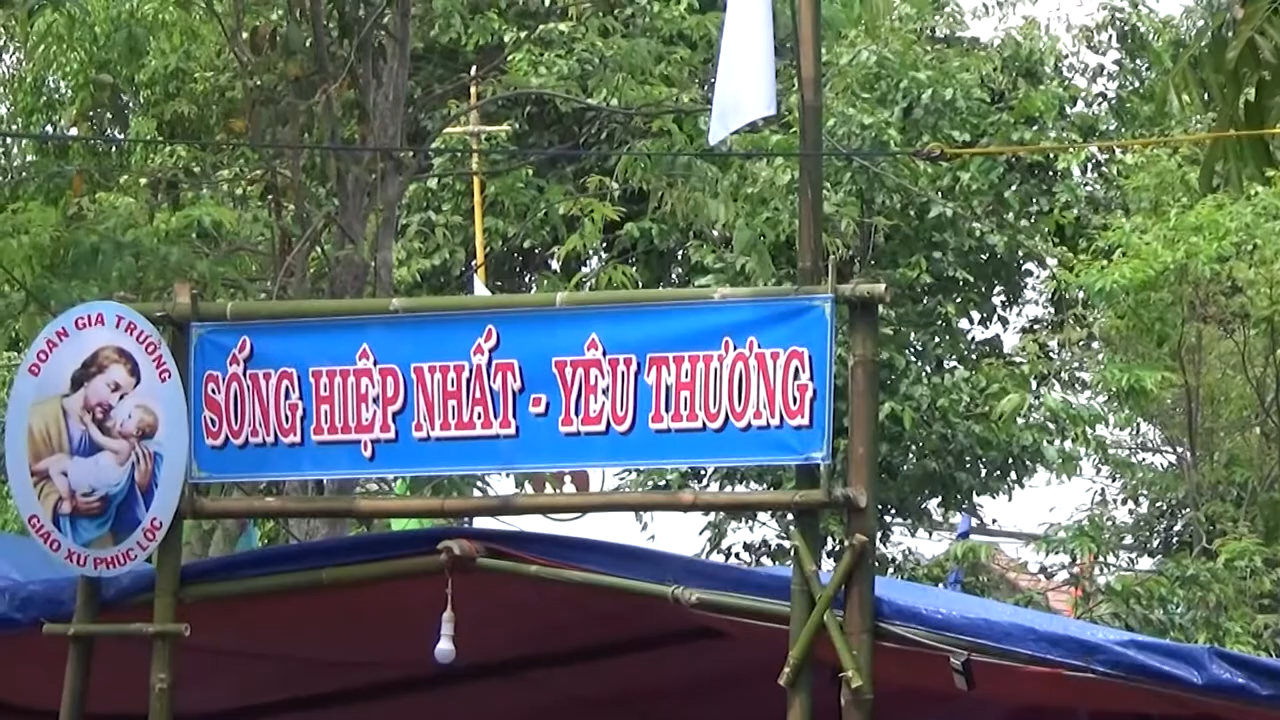 ĐOÀN GIA TRƯỞNG
GIÁO XỨ PHÚC LỘC
SỐNG HIỆP NHẤT - YÊU THƯƠNG